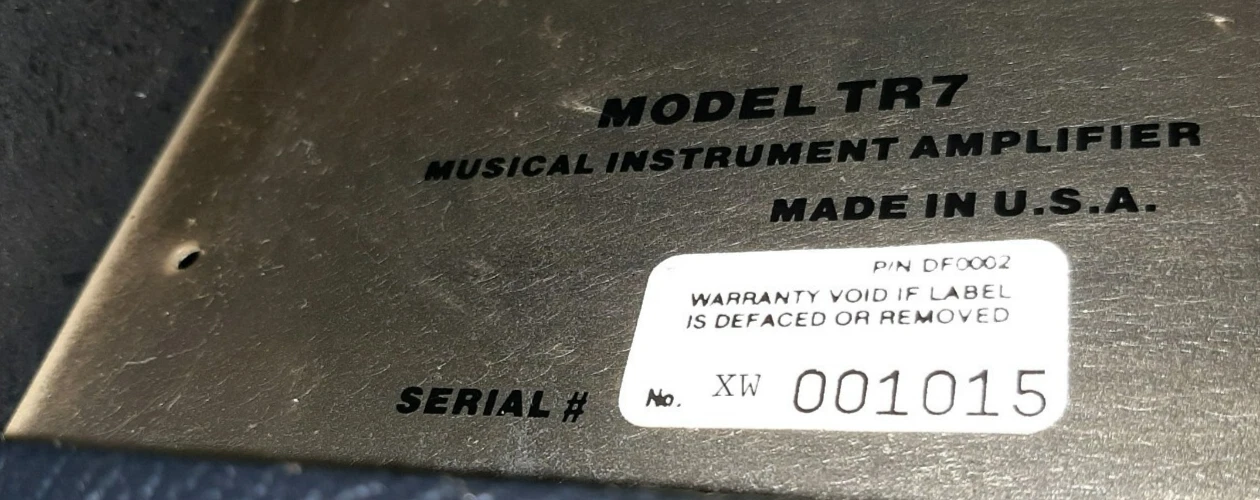 MODEL TR7
MUSICAL INSTRUMENT AMPLIFIER
MADE IN U.S.A.
P/N DF0002
WARRANTY VOID IF LABEL
IS DEFACED OR REMOVED
SERIAL # No. XW 001015